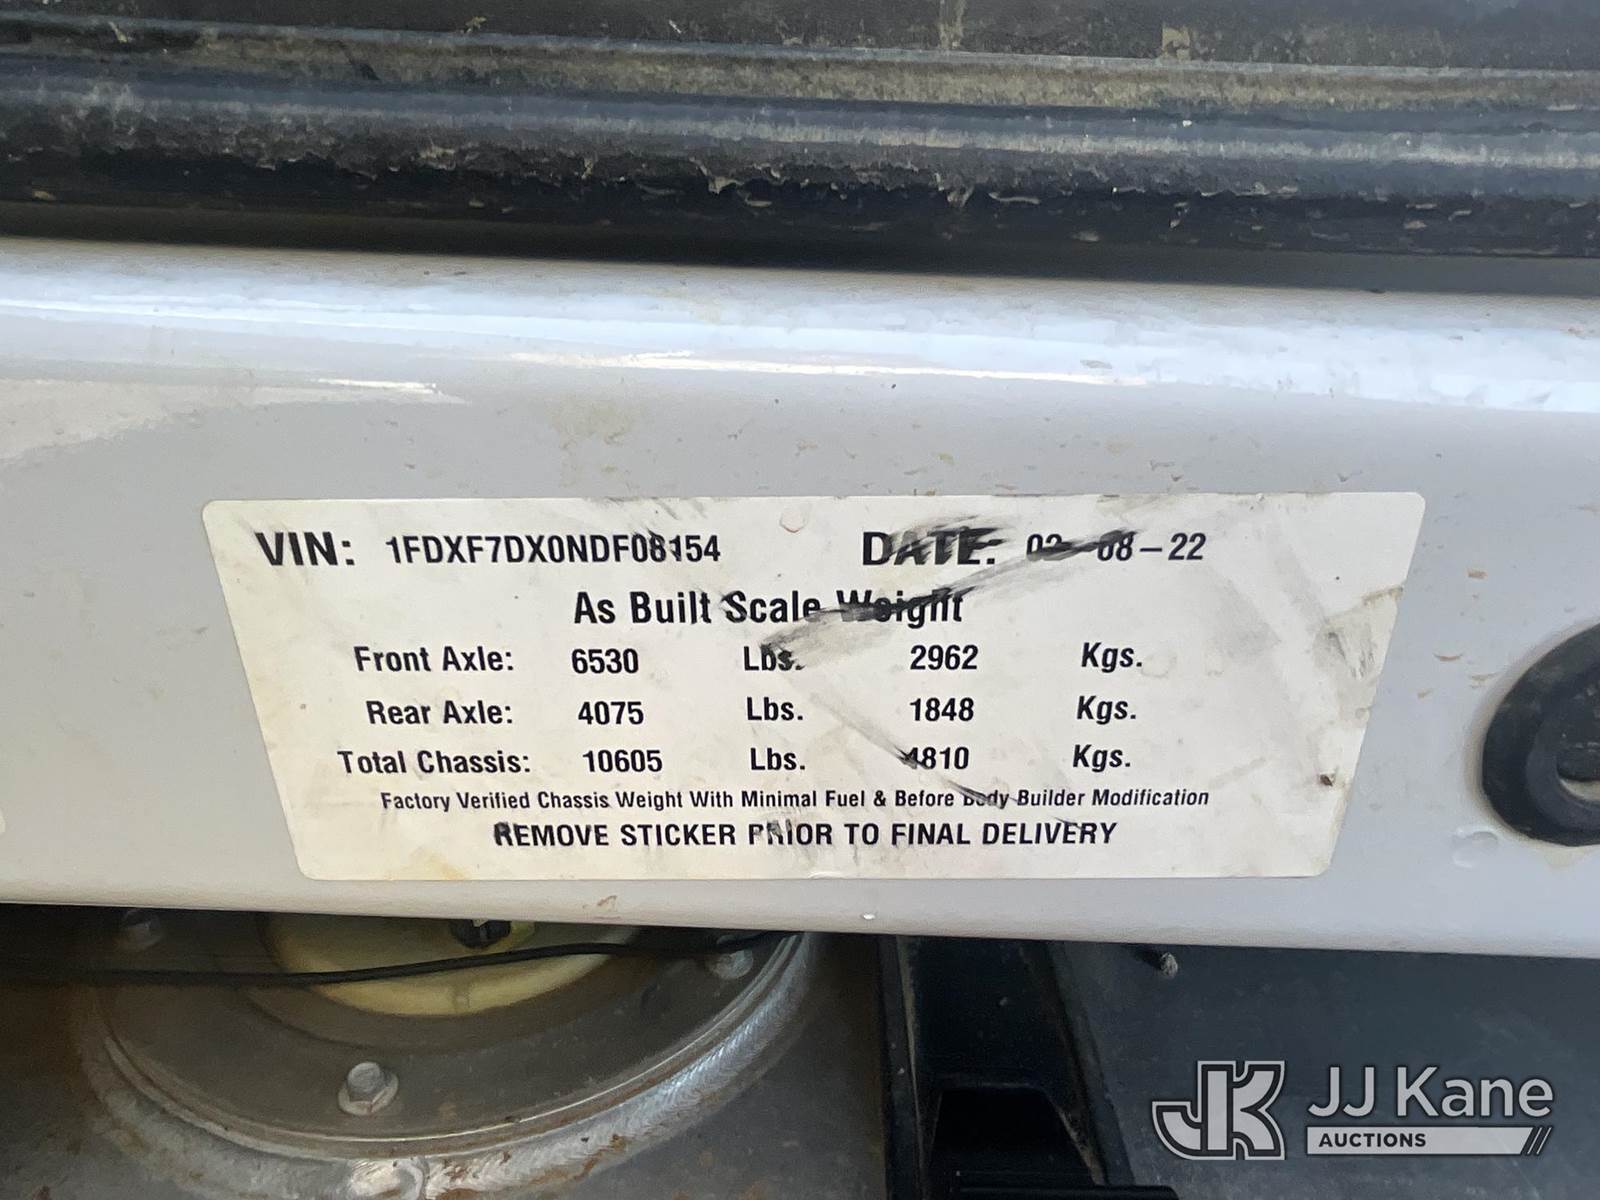 VIN: 1FDXF7DX0NDF08154 DATE: 02-08-22
As Built Scale Weight
Front Axle: 6530 Lbs. 2962 Kgs.
Rear Axle: 4075 Lbs. 1848 Kgs.
Total Chassis: 10605 Lbs. 4810 Kgs.
Factory Verified Chassis Weight With Minimal Fuel & Before Body Builder Modification
REMOVE STICKER PRIOR TO FINAL DELIVERY
JK JJ Kane
AUCTIONS